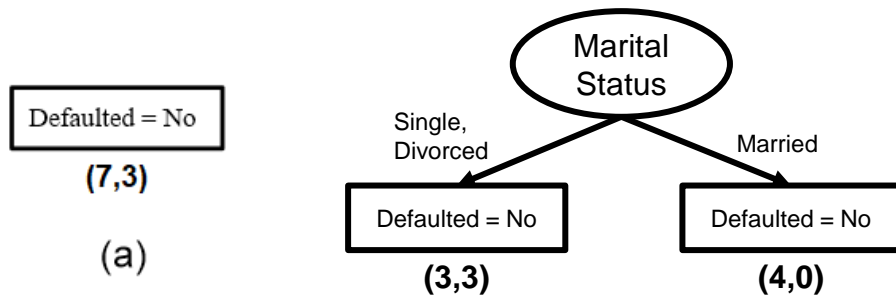 Defaulted = No
(7,3)
(a)
Marital
Status
Single,
Divorced
Married
Defaulted = No
(3,3)
Defaulted = No
(4,0)